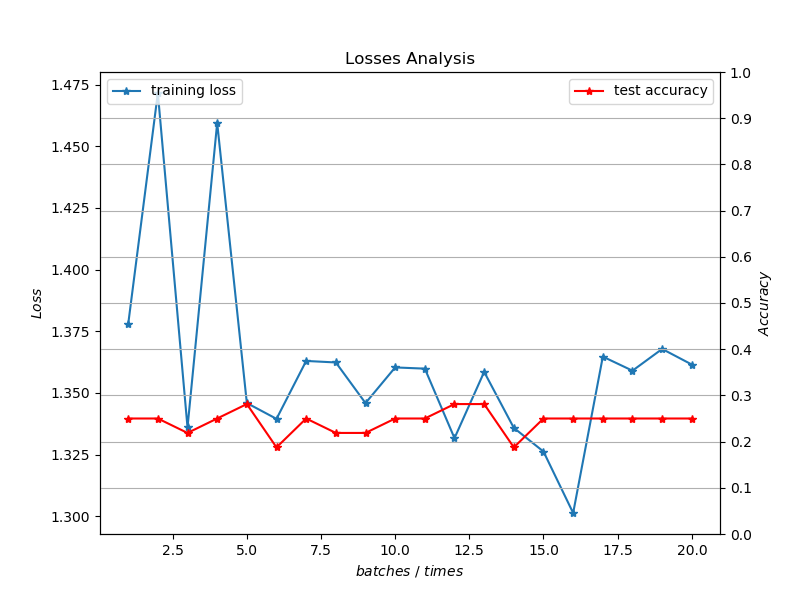 Losses Analysis
training loss
test accuracy
1.475
1.450
1.425
1.400
1.375
1.350
1.325
1.300
Loss
1.0
0.9
0.8
0.7
0.6
0.5
0.4
0.3
0.2
0.1
0.0
Accuracy
2.5 5.0 7.5 10.0 12.5 15.0 17.5 20.0
batches / times